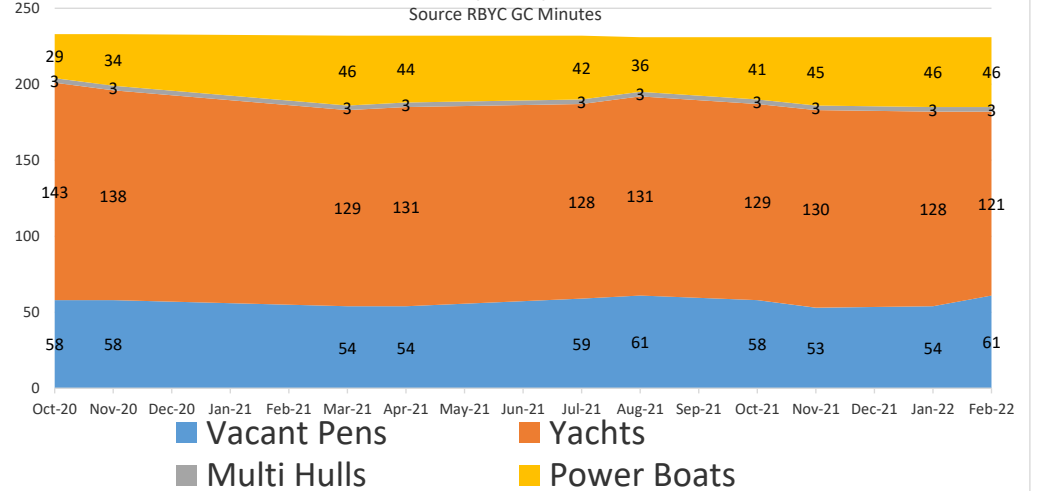 Source RBYC GC Minutes
250
200
150
100
50
0
29 34 46 44 42 36 41 45 46 46
3 3 3 3 3 3 3 3 3 3
143 138 129 131 128 131 129 130 128 121
58 58 54 54 59 61 58 53 54 61
Oct-20 Nov-20 Dec-20 Jan-21 Feb-21 Mar-21 Apr-21 May-21 Jun-21 Jul-21 Aug-21 Sep-21 Oct-21 Nov-21 Dec-21 Jan-22 Feb-22
Vacant Pens Yachts
Multi Hulls Power Boats